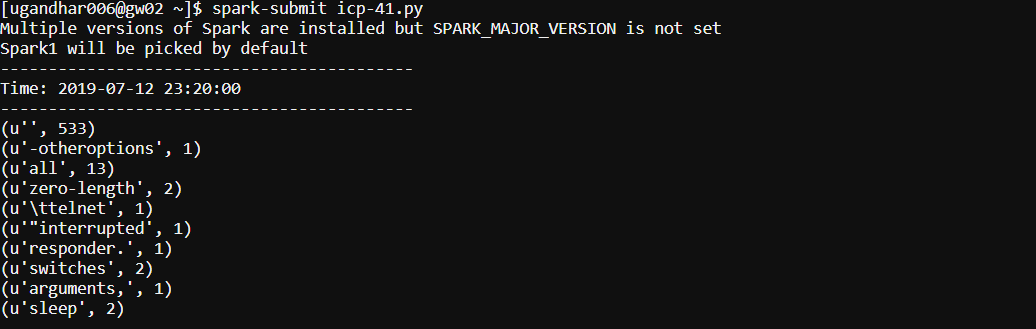 [ugandhar006@gw02 ~]$ spark-submit icp-41.py
Multiple versions of Spark are installed but SPARK_MAJOR_VERSION is not set
Spark1 will be picked by default
-------------------------------------------
Time: 2019-07-12 23:20:00
-------------------------------------------
(u'', 533)
(u'-otheroptions', 1)
(u'all', 13)
(u'zero-length', 2)
(u'\ttelnet', 1)
(u'"interrupted', 1)
(u'responder.', 1)
(u'switches', 2)
(u'arguments,', 1)
(u'sleep', 2)